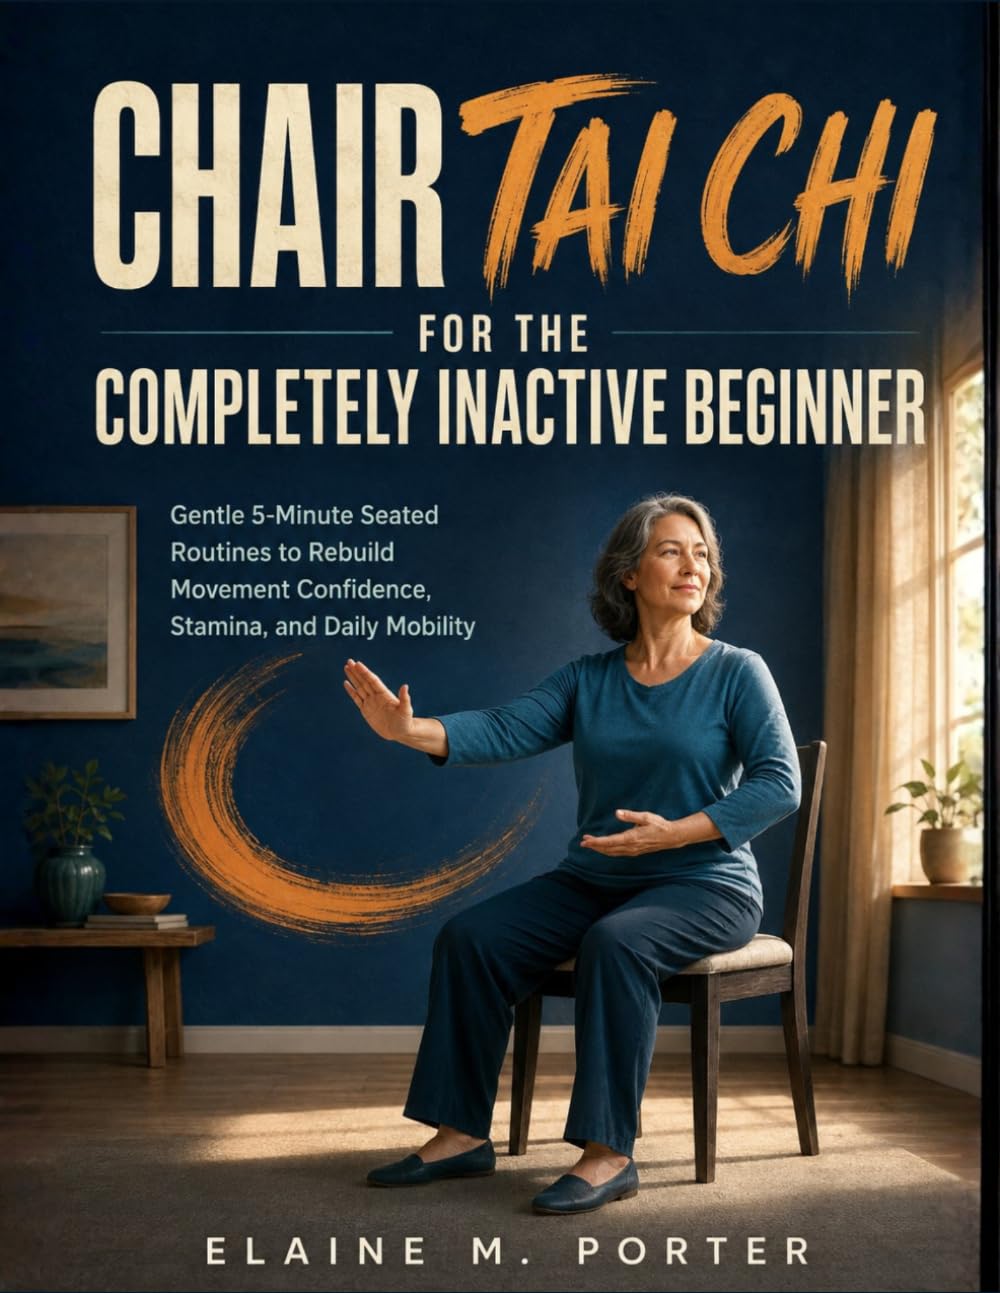 CHAIR TAI CHI
FOR THE
COMPLETELY INACTIVE BEGINNER
Gentle 5-Minute Seated
Routines to Rebuild
Movement Confidence,
Stamina, and Daily Mobility
ELAINE M. PORTER